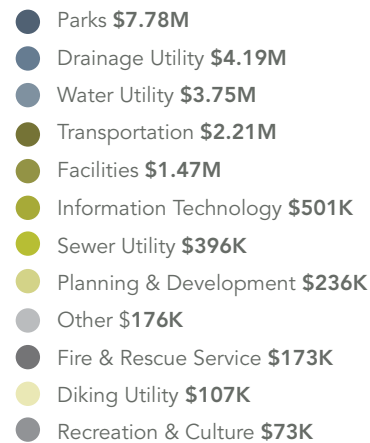 Parks $7.78M
Drainage Utility $4.19M
Water Utility $3.75M
Transportation $2.21M
Facilities $1.47M
Information Technology $501K
Sewer Utility $396K
Planning & Development $236K
Other $176K
Fire & Rescue Service $173K
Diking Utility $107K
Recreation & Culture $73K